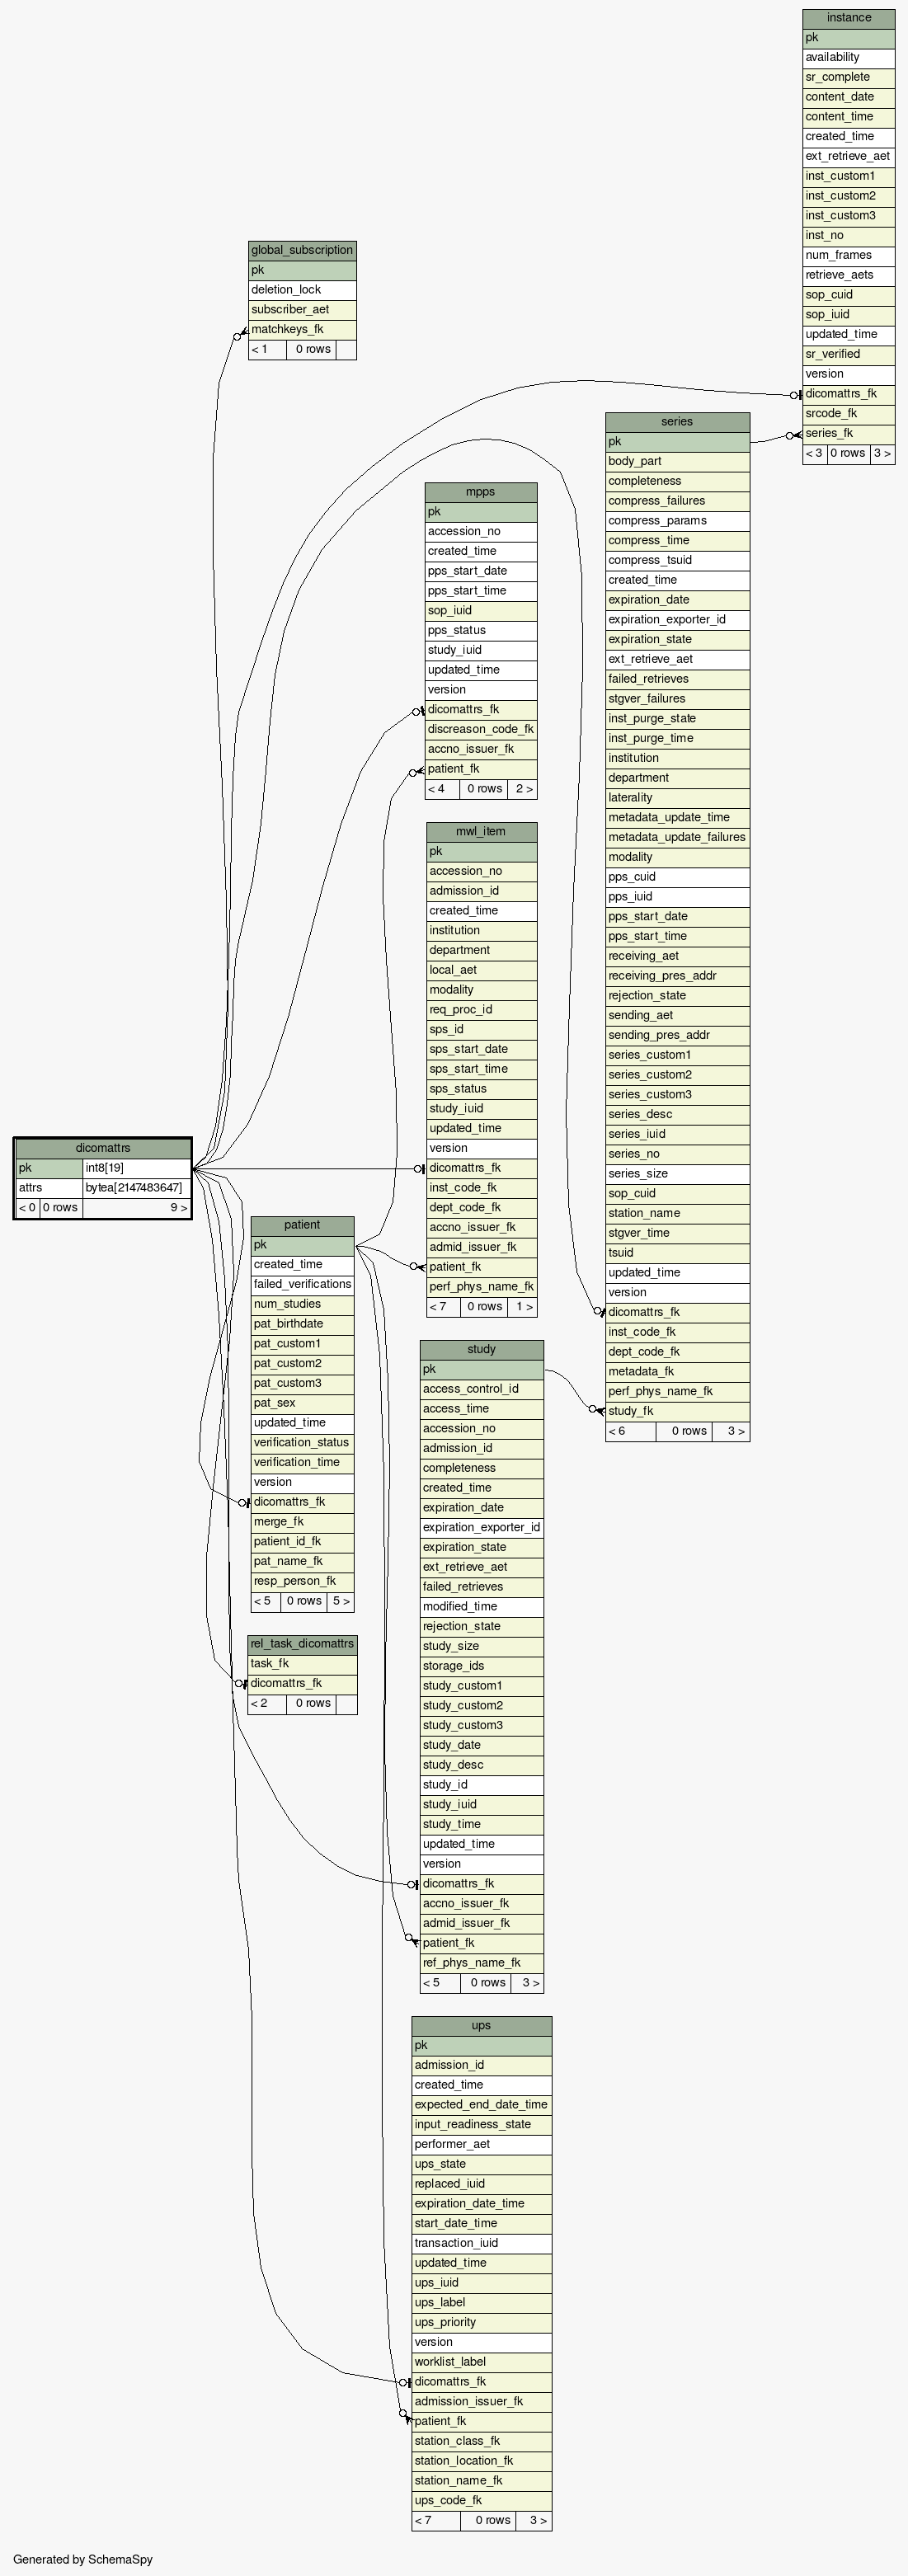 instance
pk
availability
sr_complete
content_date
content_time
created_time
ext_retrieve_aet
inst_custom1
inst_custom2
inst_custom3
inst_no
num_frames
retrieve_aets
sop_cuid
sop_iuid
updated_time
sr_verified
version
dicomattrs_fk
srcode_fk
series_fk
< 3 0 rows 3 >
global_subscription
pk
deletion_lock
subscriber_aet
matchkeys_fk
< 1 0 rows
series
pk
body_part
completeness
compress_failures
compress_params
compress_time
compress_tsuid
created_time
expiration_date
expiration_exporter_id
expiration_state
ext_retrieve_aet
failed_retrieves
stgver_failures
inst_purge_state
inst_purge_time
institution
department
laterality
metadata_update_time
metadata_update_failures
modality
pps_cuid
pps_iuid
pps_start_date
pps_start_time
receiving_aet
receiving_pres_addr
rejection_state
sending_aet
sending_pres_addr
series_custom1
series_custom2
series_custom3
series_desc
series_iuid
series_no
series_size
sop_cuid
station_name
stgver_time
tsuid
updated_time
version
dicomattrs_fk
inst_code_fk
dept_code_fk
metadata_fk
perf_phys_name_fk
study_fk
< 6 0 rows 3 >
mpps
pk
accession_no
created_time
pps_start_date
pps_start_time
sop_iuid
pps_status
study_iuid
updated_time
version
dicomattrs_fk
discreason_code_fk
accno_issuer_fk
patient_fk
< 4 0 rows 2 >
mwl_item
pk
accession_no
admission_id
created_time
institution
department
local_aet
modality
req_proc_id
sps_id
sps_start_date
sps_start_time
sps_status
study_iuid
updated_time
version
dicomattrs_fk
inst_code_fk
dept_code_fk
accno_issuer_fk
admid_issuer_fk
patient_fk
perf_phys_name_fk
< 7 0 rows 1 >
dicomattrs
pk int8[19]
attrs bytea[2147483647]
< 0 0 rows 9 >
patient
pk
created_time
failed_verifications
num_studies
pat_birthdate
pat_custom1
pat_custom2
pat_custom3
pat_sex
updated_time
verification_status
verification_time
version
dicomattrs_fk
merge_fk
patient_id_fk
pat_name_fk
resp_person_fk
< 5 0 rows 5 >
rel_task_dicomattrs
task_fk
dicomattrs_fk
< 2 0 rows
study
pk
access_control_id
access_time
accession_no
admission_id
completeness
created_time
expiration_date
expiration_exporter_id
expiration_state
ext_retrieve_aet
failed_retrieves
modified_time
rejection_state
study_size
storage_ids
study_custom1
study_custom2
study_custom3
study_date
study_desc
study_id
study_iuid
study_time
updated_time
version
dicomattrs_fk
accno_issuer_fk
admid_issuer_fk
patient_fk
ref_phys_name_fk
< 5 0 rows 3 >
ups
pk
admission_id
created_time
expected_end_date_time
input_readiness_state
performer_aet
ups_state
replaced_iuid
expiration_date_time
start_date_time
transaction_iuid
updated_time
ups_iuid
ups_label
ups_priority
version
worklist_label
dicomattrs_fk
admission_issuer_fk
patient_fk
station_class_fk
station_location_fk
station_name_fk
ups_code_fk
< 7 0 rows 3 >
Generated by SchemaSpy